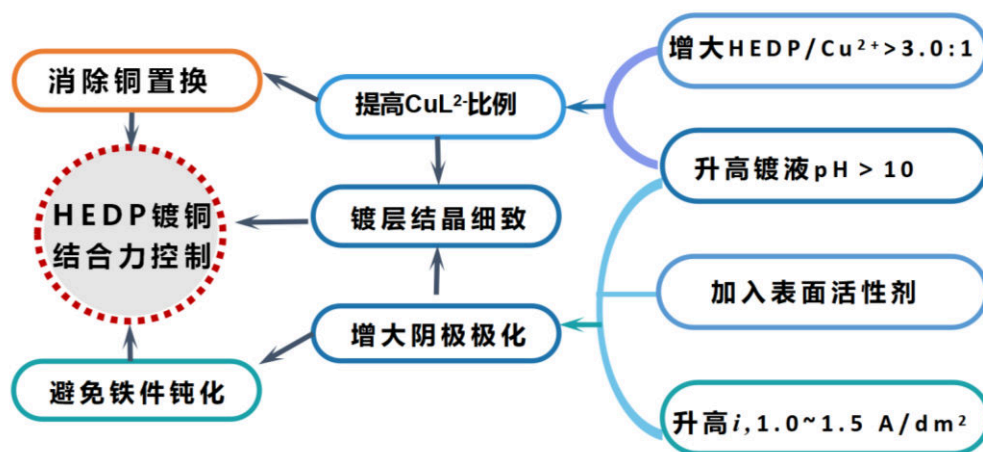 消除铜置换
HEDP镀铜
结合力控制
避免铁件钝化
提高CuL²⁻比例
镀层结晶细致
增大阴极极化
增大HEDP/Cu²⁺>3.0:1
升高镀液pH > 10
加入表面活性剂
升高i,1.0~1.5 A/dm²